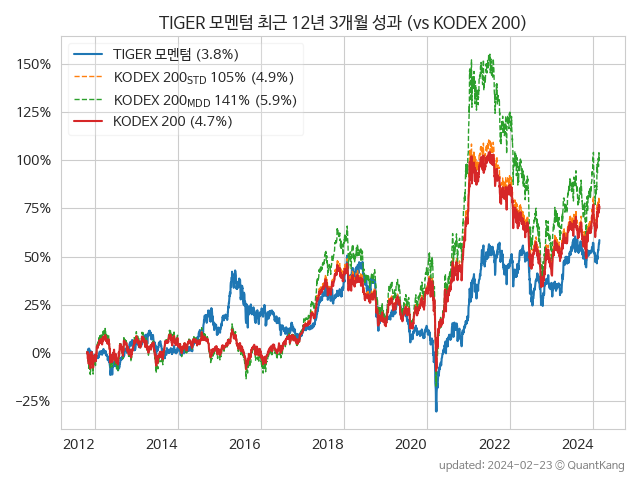 TIGER 모멘텀 최근 12년 3개월 성과 (vs KODEX 200)
TIGER 모멘텀 (3.8%)
KODEX 200STD 105% (4.9%)
KODEX 200MDD 141% (5.9%)
KODEX 200 (4.7%)
150%
125%
100%
75%
50%
25%
0%
−25%
2012 2014 2016 2018 2020 2022 2024
updated: 2024-02-23 © QuantKang